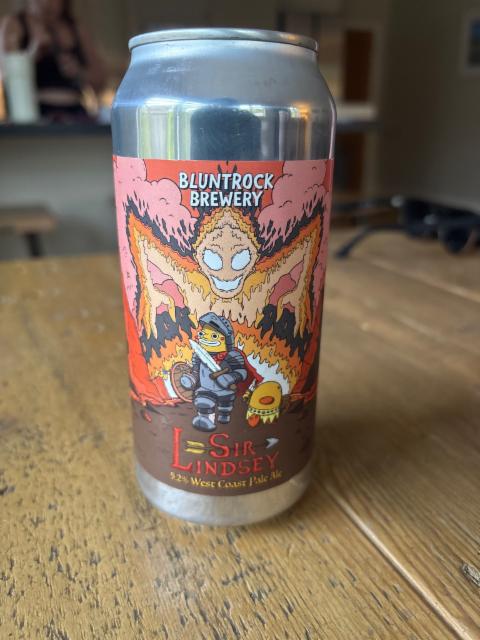 BLUNTROCK
BREWERY
SIR
LINDSEY
5.2% West Coast Pale Ale